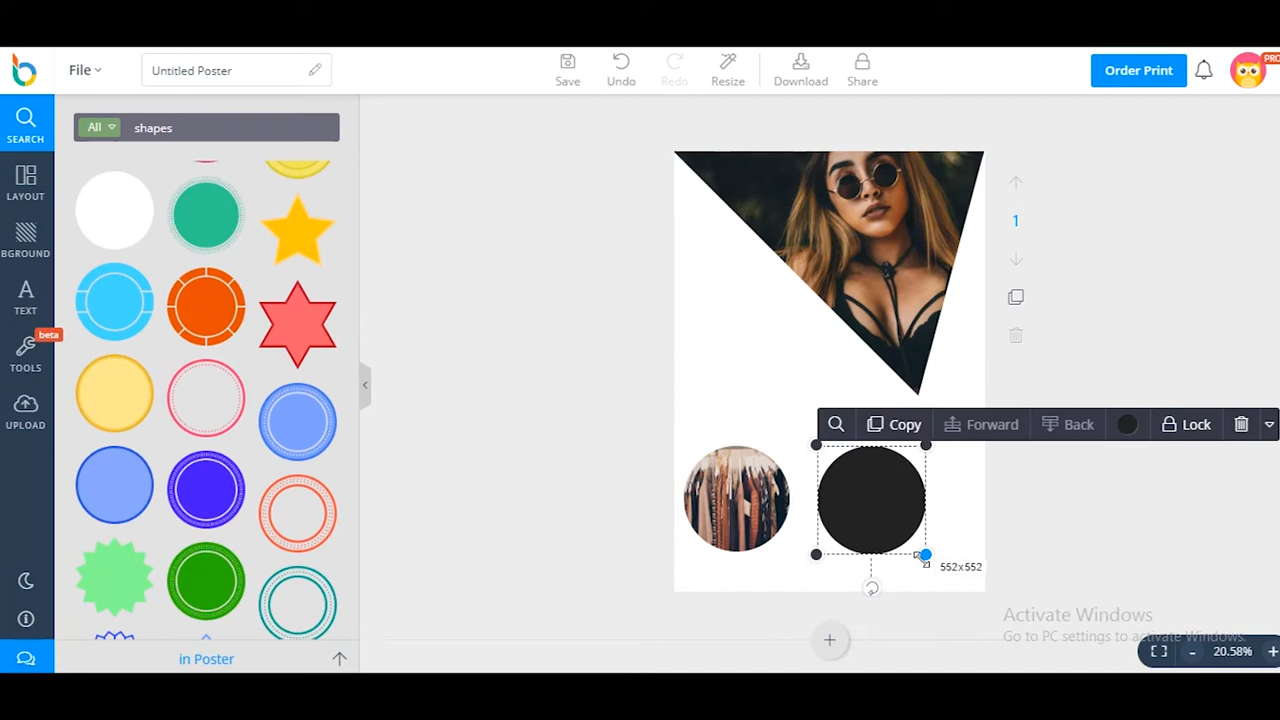 File
Untitled Poster
Save
Undo
Redo
Resize
Download
Share
Order Print
PRO
SEARCH
LAYOUT
BGROUND
TEXT
beta
TOOLS
UPLOAD
All
shapes
in Poster
1
Copy
Forward
Back
Lock
552x552
Activate Windows
Go to PC settings to activate Windows.
20.58%